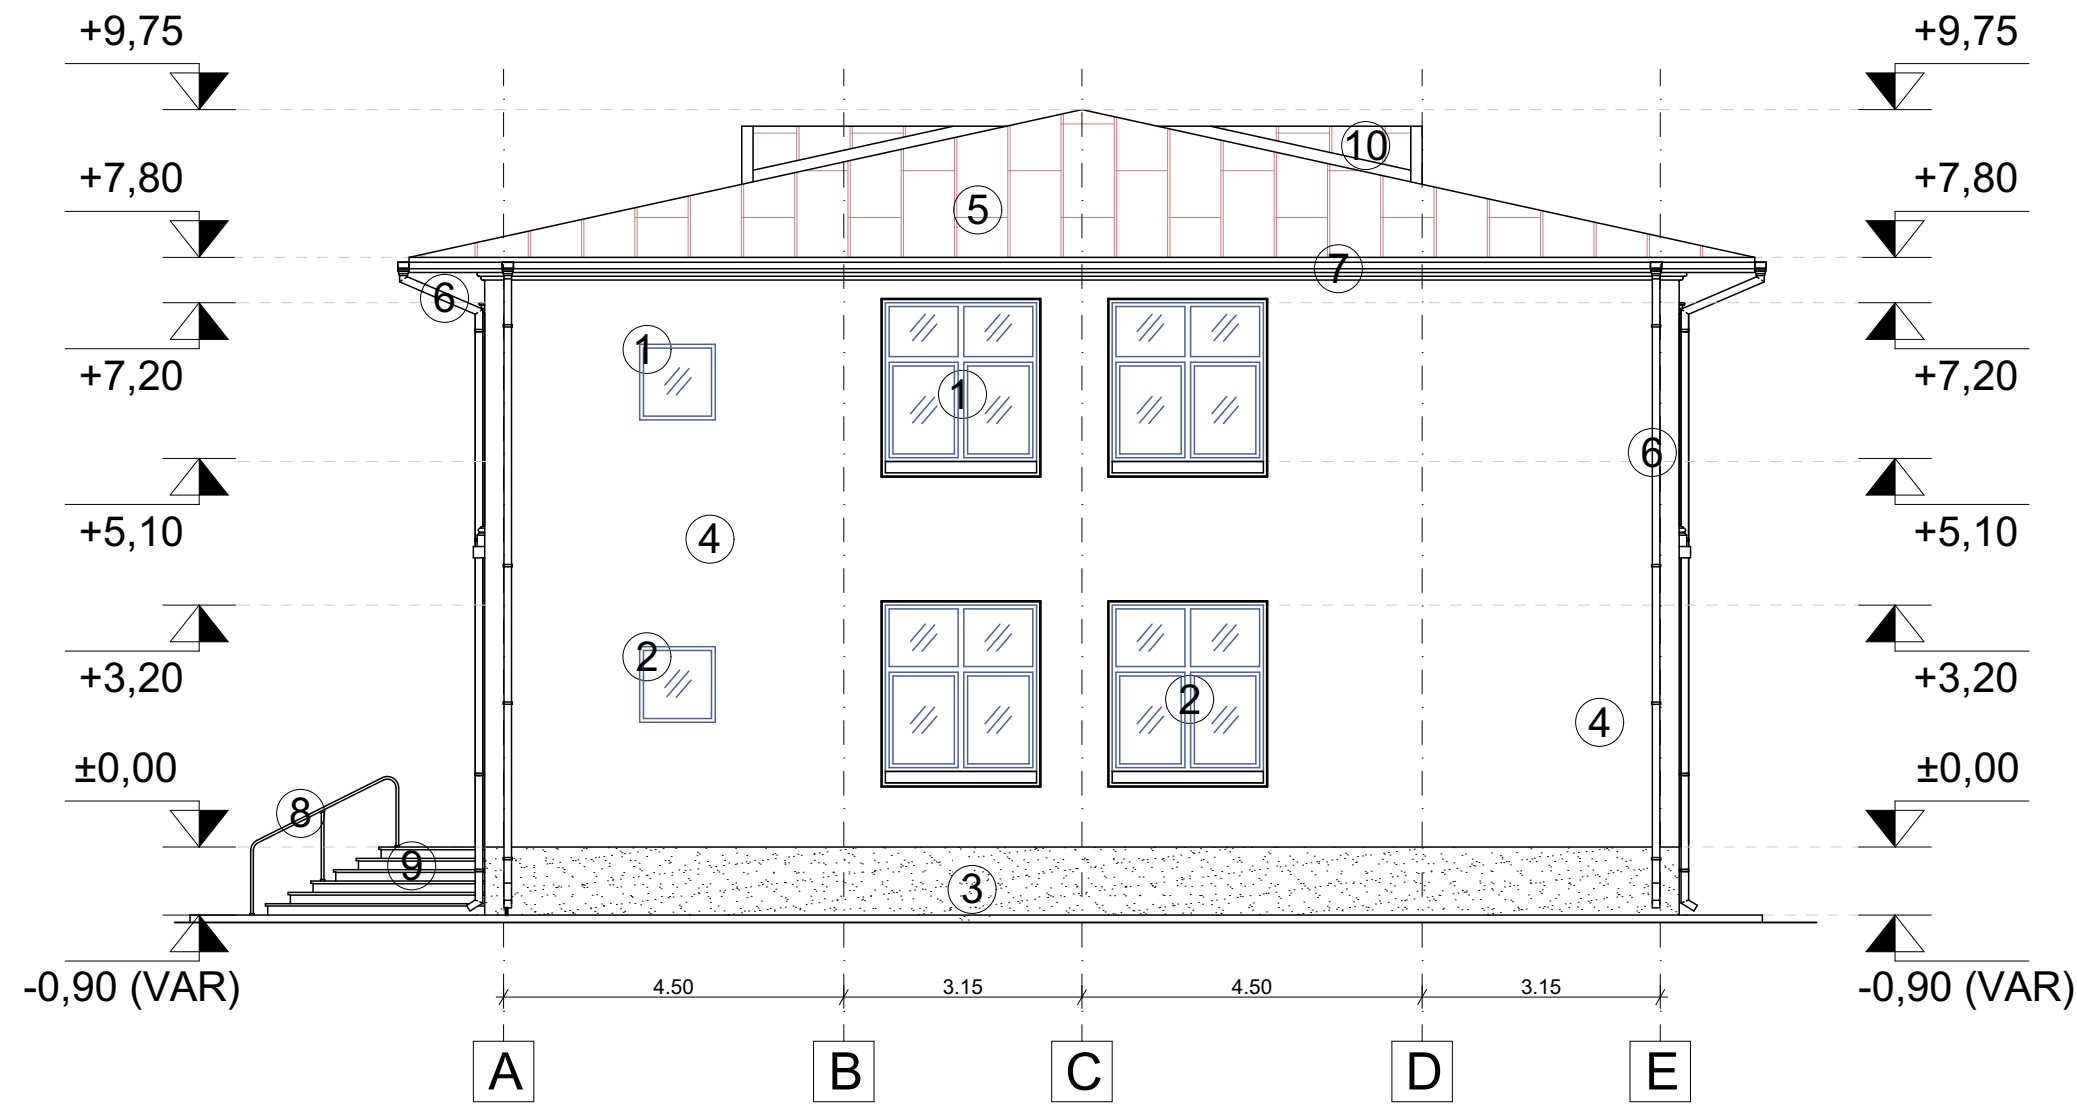 +9,75 +9,75
10
+7,80 +7,80
5
7
6
+7,20 1 +7,20
1
6
+5,10 4 +5,10
2
+3,20 2 +3,20
4
±0,00 ±0,00
8
9
3
-0,90 (VAR) 4.50 3.15 4.50 3.15 -0,90 (VAR)
A B C D E